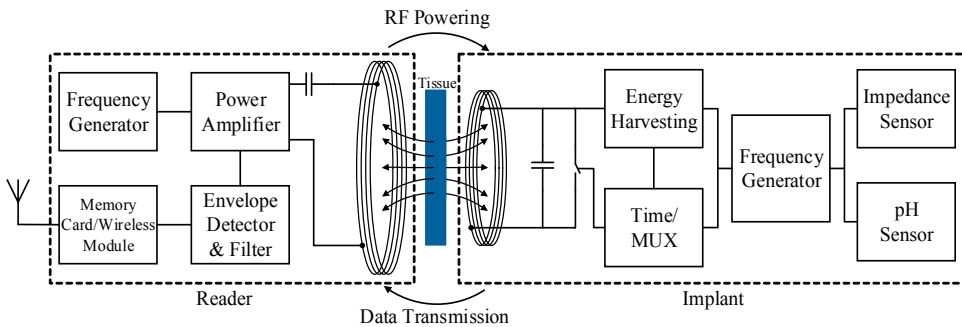 RF Powering
Tissue
Frequency
Generator
Power
Amplifier
Memory
Card/Wireless
Module
Envelope
Detector
& Filter
Energy
Harvesting
Time/
MUX
Frequency
Generator
Impedance
Sensor
pH
Sensor
Reader
Implant
Data Transmission